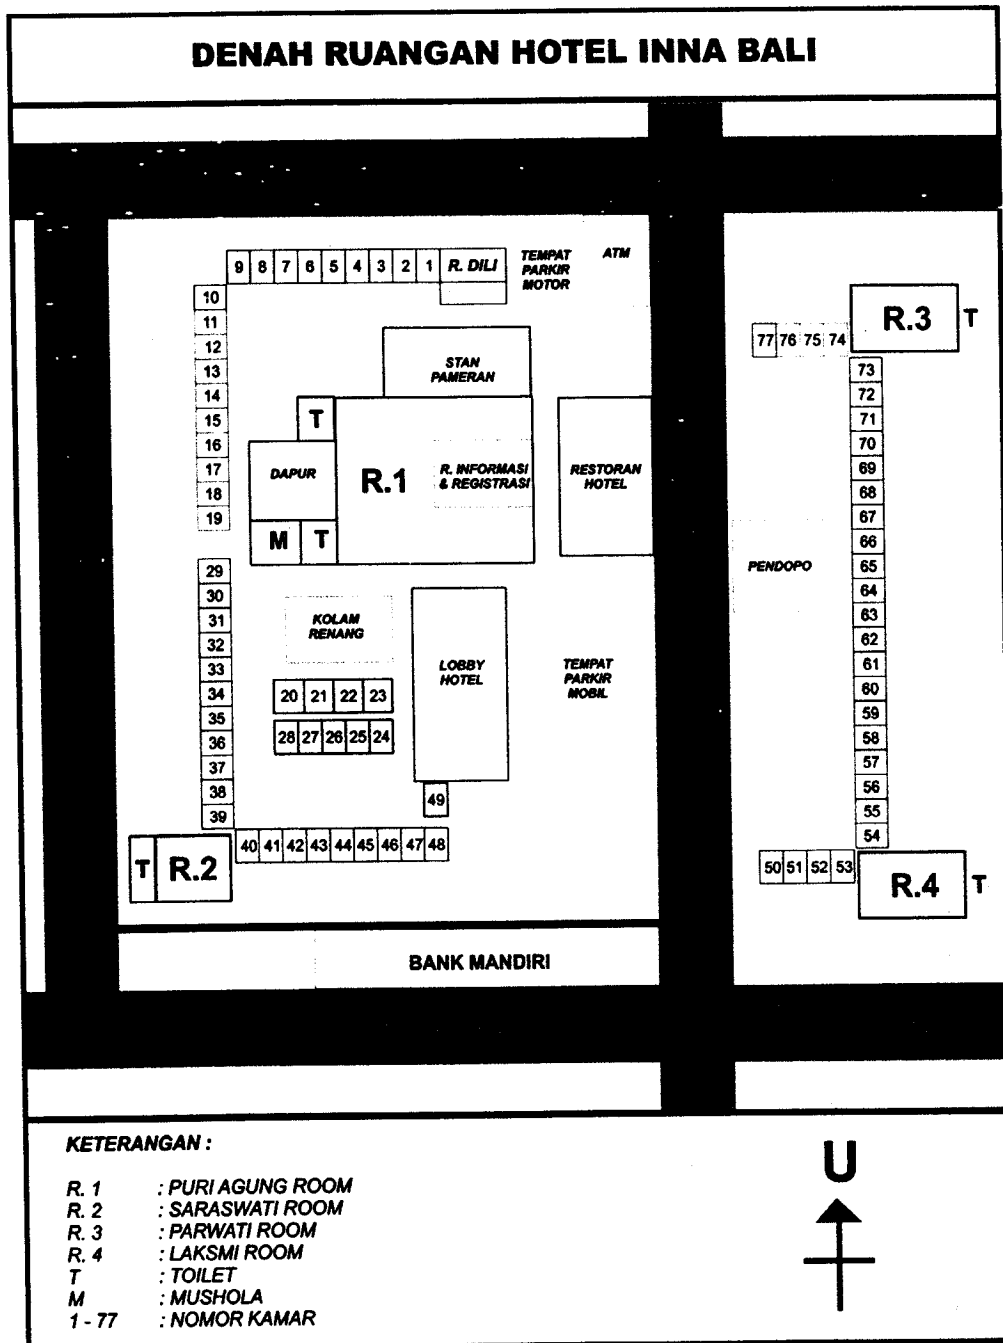 DENAH RUANGAN HOTEL INNA BALI
9 8 7 6 5 4 3 2 1 R. DILI
TEMPAT
PARKIR
MOTOR
ATM
10
11
12
13
14
15
16
17
18
19
29
30
31
32
33
34
35
36
37
38
39
STAN
PAMERAN
T
DAPUR
R.1
R. INFORMASI
& REGISTRASI
M T
RESTORAN
HOTEL
KOLAM
RENANG
LOBBY
HOTEL
TEMPAT
PARKIR
MOBIL
20 21 22 23
28 27 26 25 24
49
T R.2
40 41 42 43 44 45 46 47 48
R.3 T
77 76 75 74
73
72
71
70
69
68
67
66
65
64
63
62
61
60
59
58
57
56
55
54
PENDOPO
50 51 52 53
R.4 T
BANK MANDIRI
KETERANGAN :
R. 1 : PURI AGUNG ROOM
R. 2 : SARASWATI ROOM
R. 3 : PARWATI ROOM
R. 4 : LAKSMI ROOM
T : TOILET
M : MUSHOLA
1 - 77 : NOMOR KAMAR
U